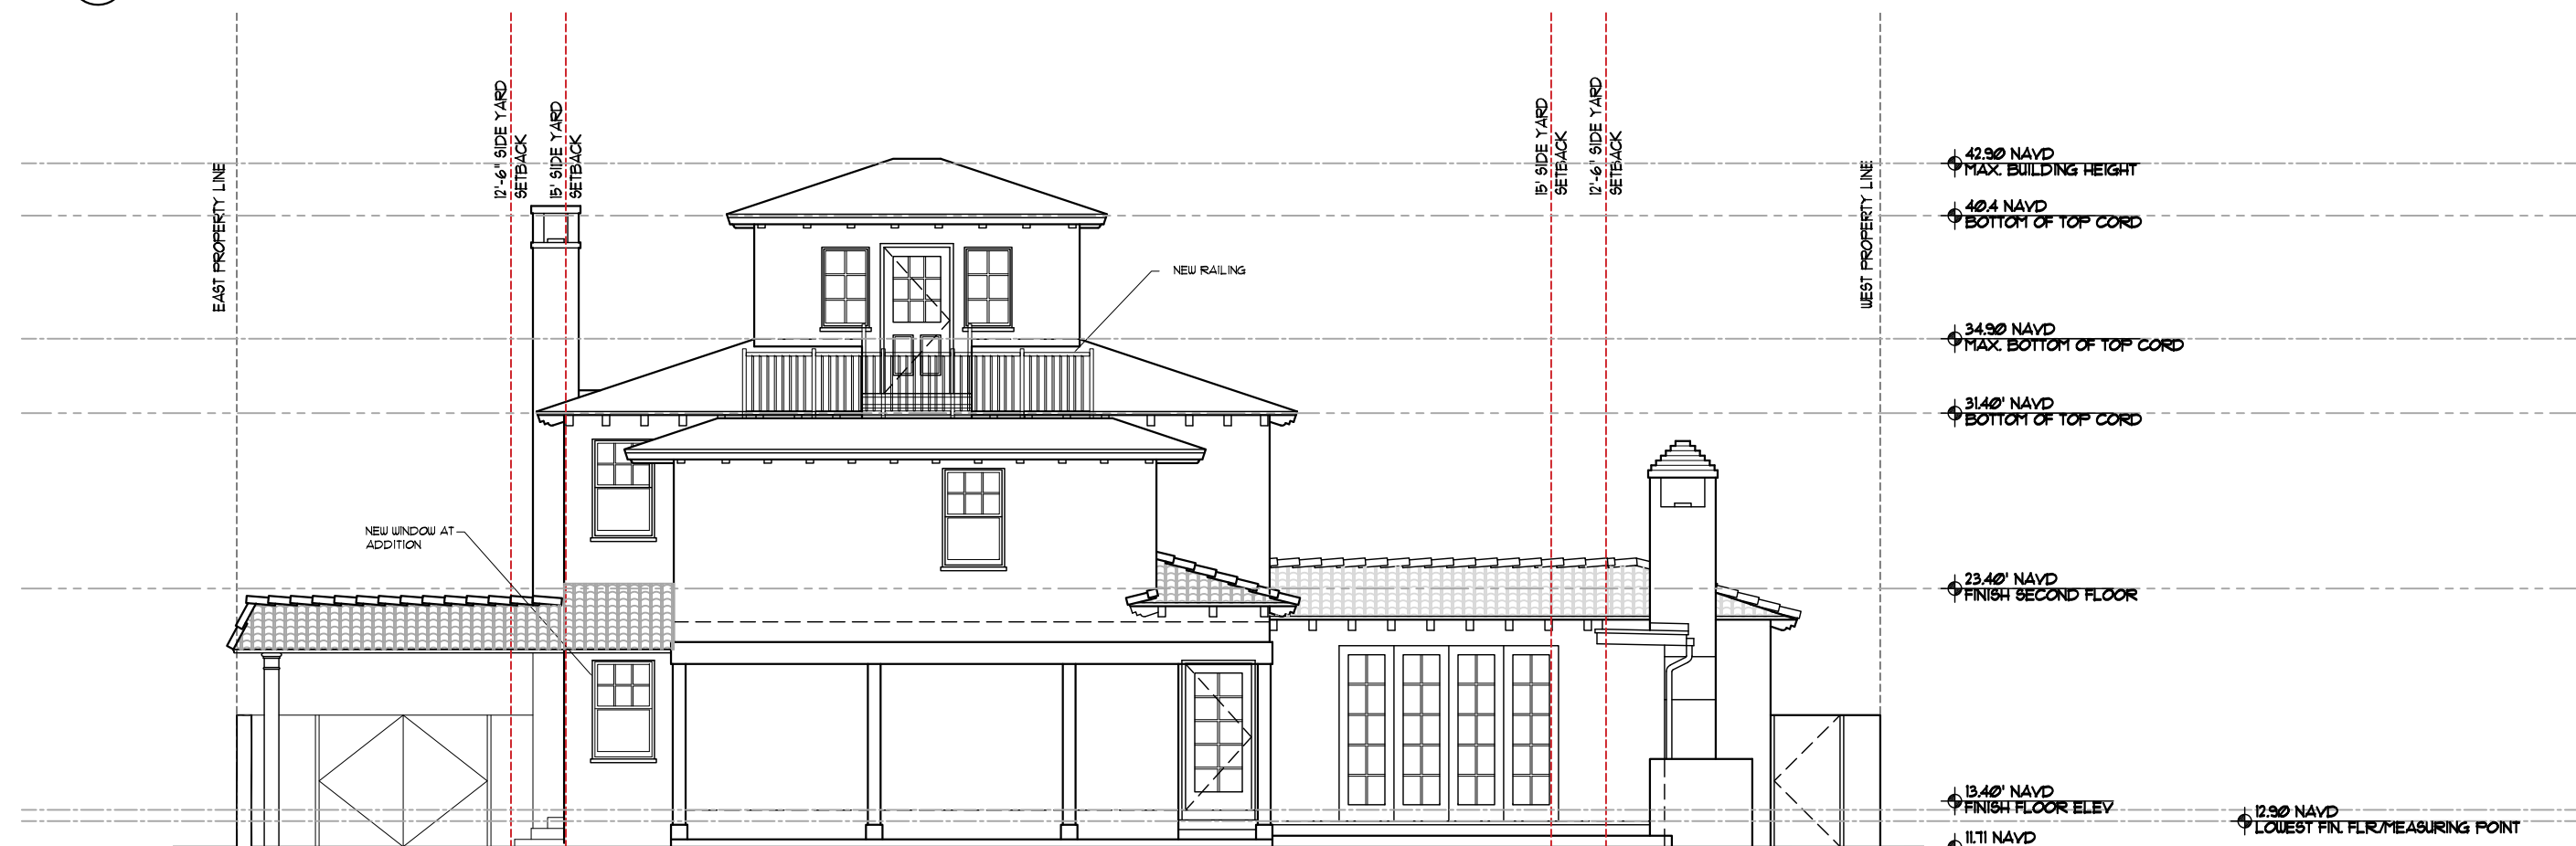 EAST PROPERTY LINE
12'-6" SIDE YARD
SETBACK
15' SIDE YARD
SETBACK
15' SIDE YARD
SETBACK
12'-6" SIDE YARD
SETBACK
WEST PROPERTY LINE
42.90 NAVD
MAX. BUILDING HEIGHT
40.4 NAVD
BOTTOM OF TOP CORD
NEW RAILING
34.90 NAVD
MAX. BOTTOM OF TOP CORD
31.40' NAVD
BOTTOM OF TOP CORD
NEW WINDOW AT
ADDITION
23.40' NAVD
FINISH SECOND FLOOR
13.40' NAVD
FINISH FLOOR ELEV
12.90 NAVD
LOWEST FIN. FLR/MEASURING POINT
11.71 NAVD